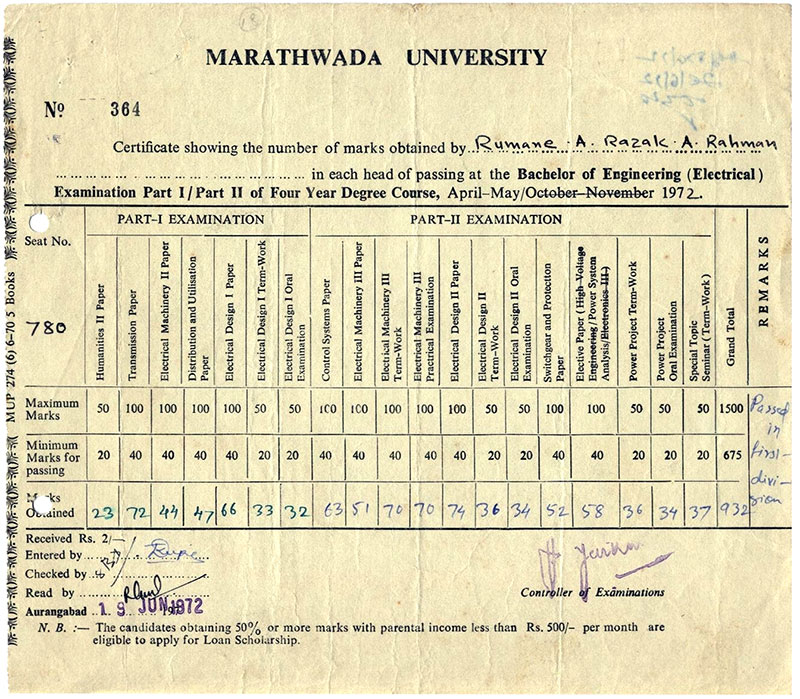 MARATHWADA UNIVERSITY
No 364
Certificate showing the number of marks obtained by Rumane . A. Razak . A. Rahman
in each head of passing at the Bachelor of Engineering (Electrical)
Examination Part I/Part II of Four Year Degree Course, April-May/October-November 1972.
PART-I EXAMINATION PART-II EXAMINATION
Seat No.
780
Humanities II Paper
Transmission Paper
Electrical Machinery II Paper
Distribution and Utilisation Paper
Electrical Design I Paper
Electrical Design I Term-Work
Electrical Design I Oral Examination
Control Systems Paper
Electrical Machinery III Paper
Electrical Machinery III Term-Work
Electrical Machinery III Practical Examination
Electrical Design II Paper
Electrical Design II Term-Work
Electrical Design II Oral Examination
Switchgear and Protection Paper
Elective Paper (High Voltage Engineering/Power System Analysis/Electronics III)
Power Project Term-Work
Power Project Oral Examination
Special Topic Seminar (Term-Work)
Grand Total
REMARKS
Maximum Marks 50 100 100 100 100 50 50 100 100 100 100 100 50 50 100 100 50 50 50 1500
Minimum Marks for passing 20 40 40 40 40 20 20 40 40 40 40 40 20 20 40 40 20 20 20 675
Marks Obtained 23 72 44 47 66 33 32 63 51 70 70 74 36 34 52 58 36 34 37 932
Passed in first-division
Received Rs. 2/-
Entered by
Checked by
Read by
Controller of Examinations
Aurangabad 19 JUN 1972
N. B. :— The candidates obtaining 50% or more marks with parental income less than Rs. 500/- per month are
eligible to apply for Loan Scholarship.
MUP 274 (6) 6-70 5 Books